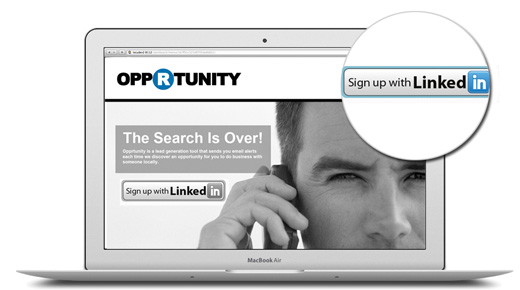 OPPRTUNITY
The Search Is Over!
Opprtunity is a lead generation tool that sends you email alerts
each time we discover an opportunity for you to do business with
someone locally.
Sign up with Linked in
Sign up with Linked in
MacBook Air